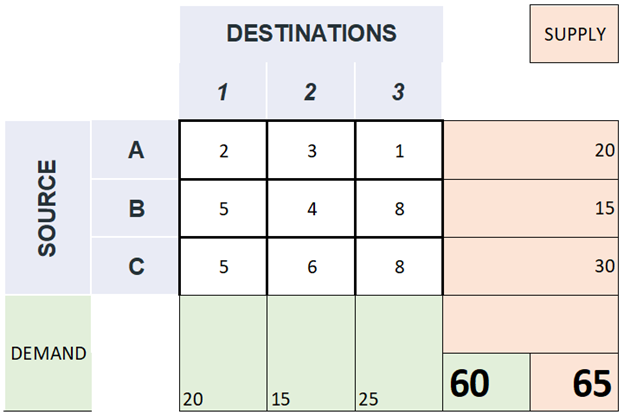 DESTINATIONS
SUPPLY
1 2 3
SOURCE
A 2 3 1 20
B 5 4 8 15
C 5 6 8 30
DEMAND
20 15 25
60 65